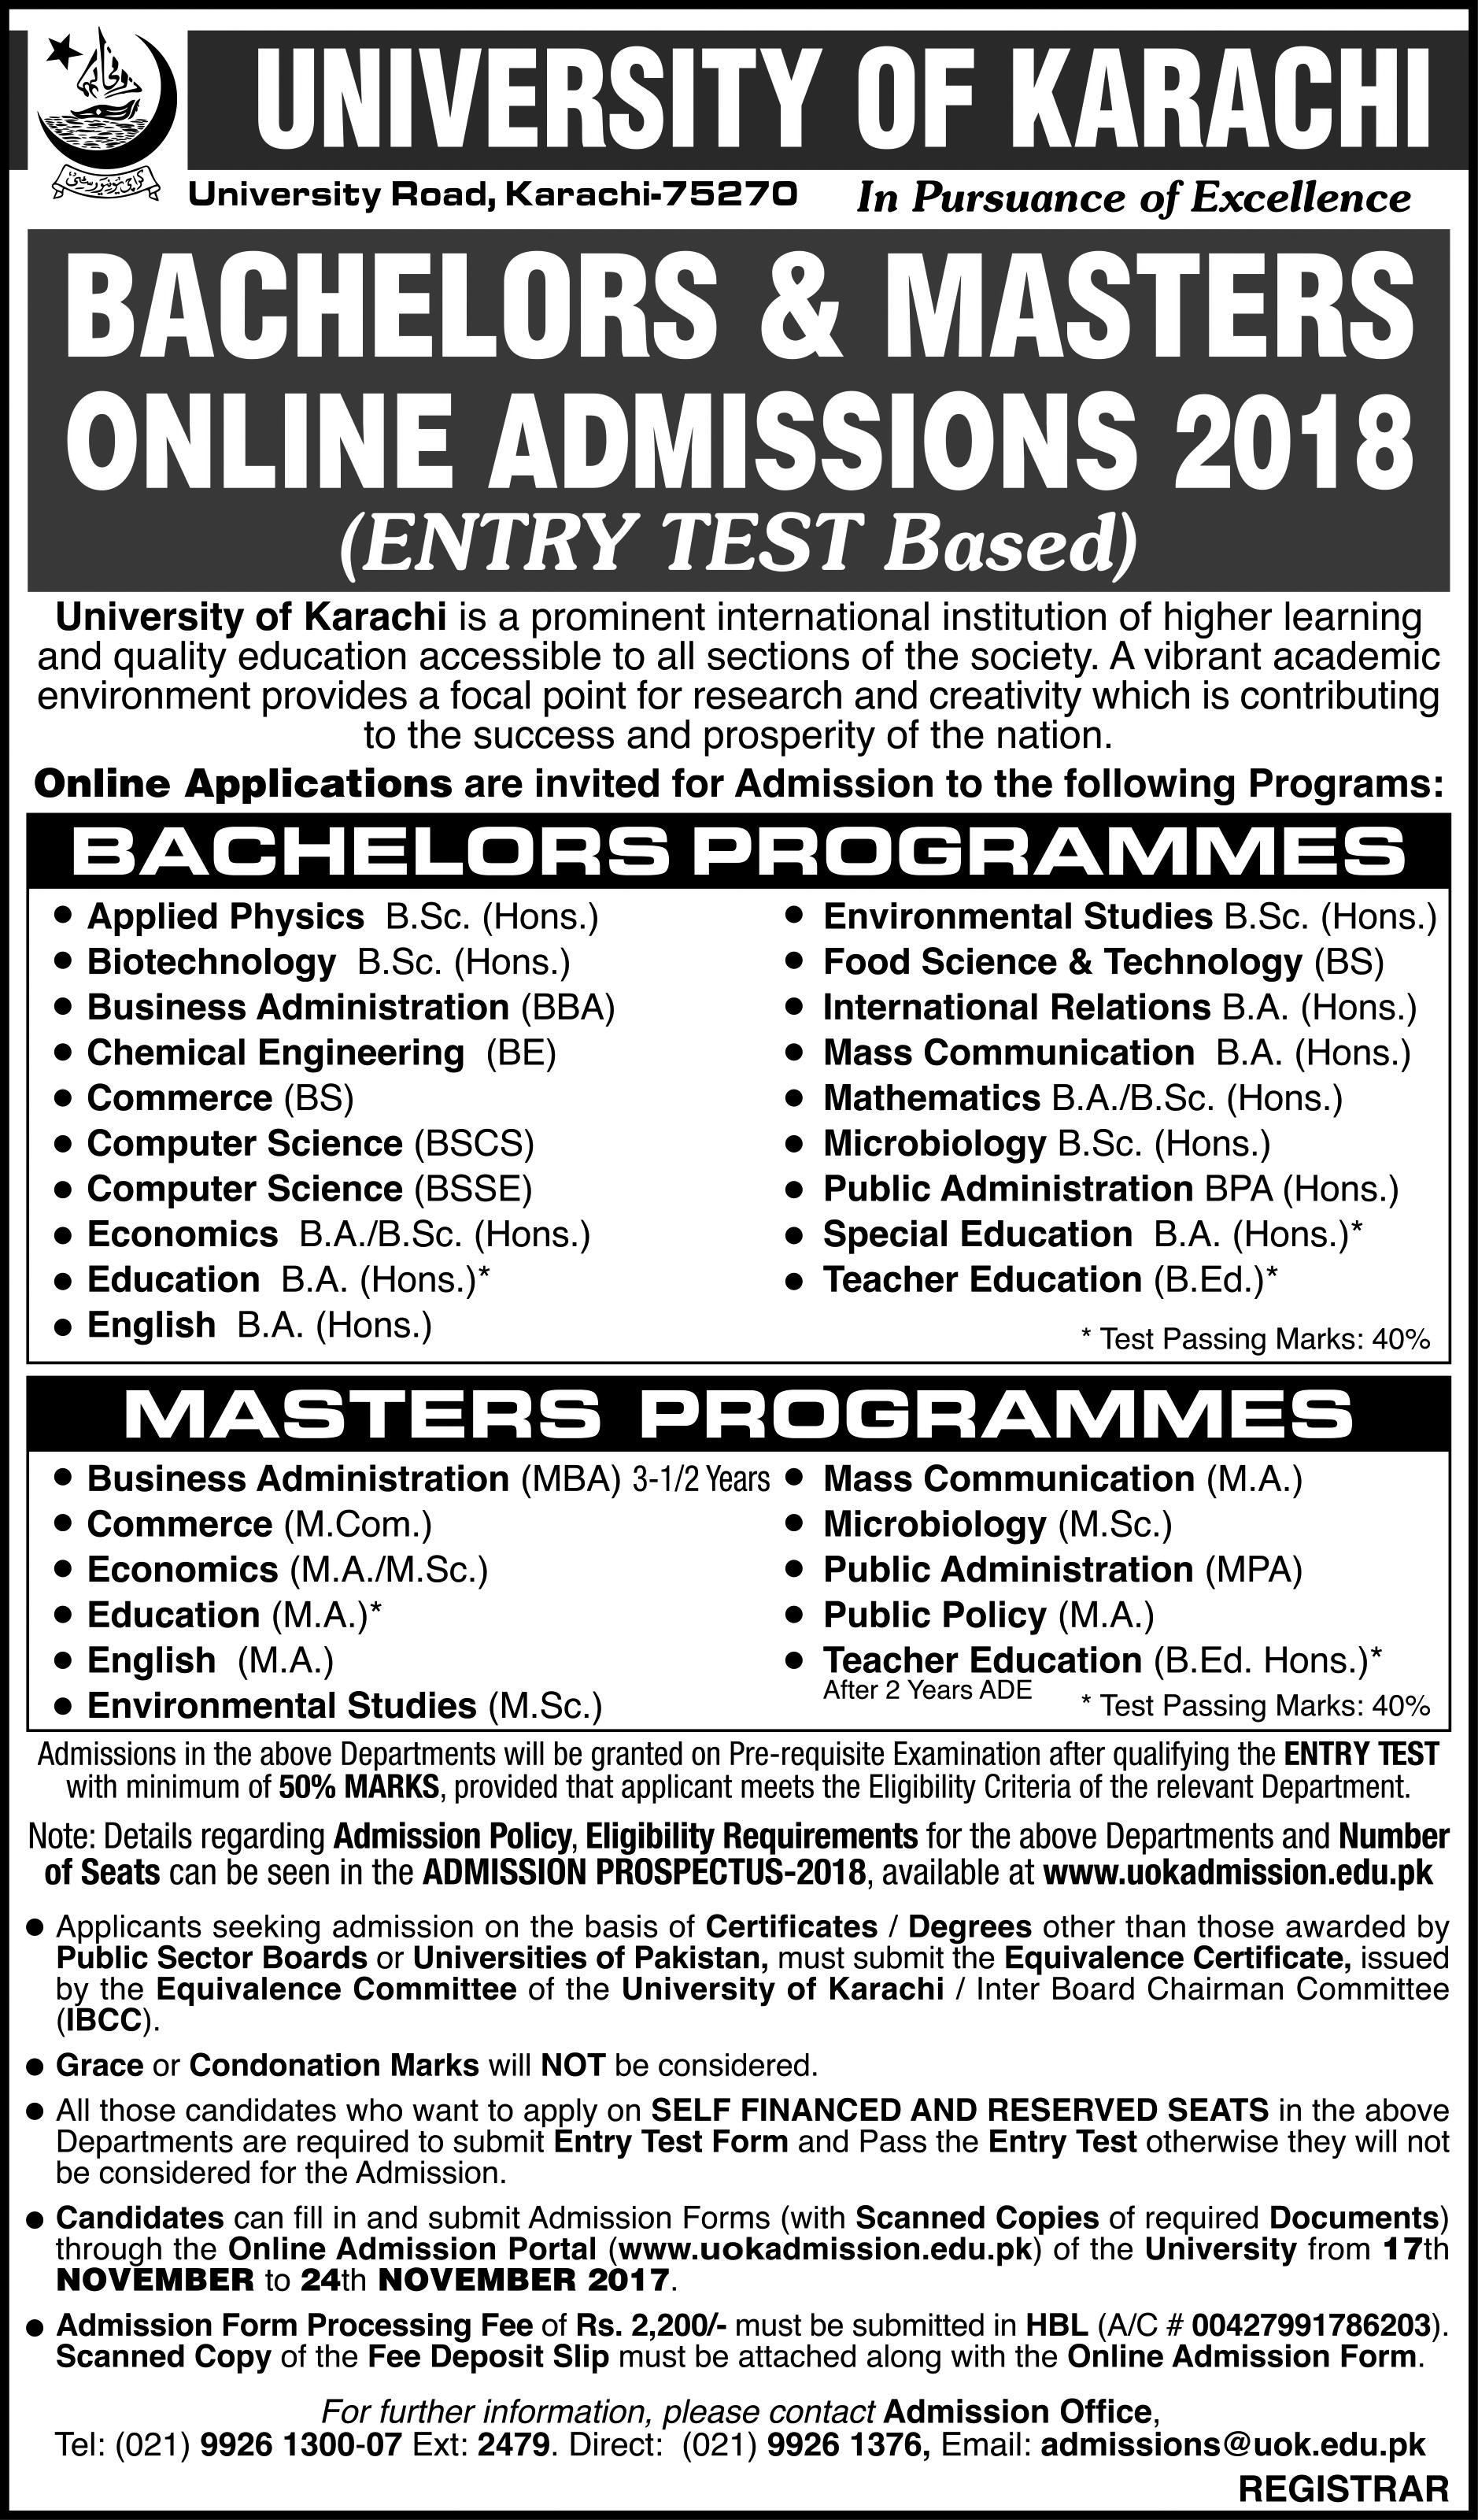 کراچی یونیورسٹی
UNIVERSITY OF KARACHI
University Road, Karachi-75270 In Pursuance of Excellence
BACHELORS & MASTERS
ONLINE ADMISSIONS 2018
(ENTRY TEST Based)
University of Karachi is a prominent international institution of higher learning
and quality education accessible to all sections of the society. A vibrant academic
environment provides a focal point for research and creativity which is contributing
to the success and prosperity of the nation.
Online Applications are invited for Admission to the following Programs:
BACHELORS PROGRAMMES
• Applied Physics B.Sc. (Hons.)
• Biotechnology B.Sc. (Hons.)
• Business Administration (BBA)
• Chemical Engineering (BE)
• Commerce (BS)
• Computer Science (BSCS)
• Computer Science (BSSE)
• Economics B.A./B.Sc. (Hons.)
• Education B.A. (Hons.)*
• English B.A. (Hons.)
• Environmental Studies B.Sc. (Hons.)
• Food Science & Technology (BS)
• International Relations B.A. (Hons.)
• Mass Communication B.A. (Hons.)
• Mathematics B.A./B.Sc. (Hons.)
• Microbiology B.Sc. (Hons.)
• Public Administration BPA (Hons.)
• Special Education B.A. (Hons.)*
• Teacher Education (B.Ed.)*
* Test Passing Marks: 40%
MASTERS PROGRAMMES
• Business Administration (MBA) 3-1/2 Years
• Commerce (M.Com.)
• Economics (M.A./M.Sc.)
• Education (M.A.)*
• English (M.A.)
• Environmental Studies (M.Sc.)
• Mass Communication (M.A.)
• Microbiology (M.Sc.)
• Public Administration (MPA)
• Public Policy (M.A.)
• Teacher Education (B.Ed. Hons.)*
After 2 Years ADE
* Test Passing Marks: 40%
Admissions in the above Departments will be granted on Pre-requisite Examination after qualifying the ENTRY TEST
with minimum of 50% MARKS, provided that applicant meets the Eligibility Criteria of the relevant Department.
Note: Details regarding Admission Policy, Eligibility Requirements for the above Departments and Number
of Seats can be seen in the ADMISSION PROSPECTUS-2018, available at www.uokadmission.edu.pk
• Applicants seeking admission on the basis of Certificates / Degrees other than those awarded by
Public Sector Boards or Universities of Pakistan, must submit the Equivalence Certificate, issued
by the Equivalence Committee of the University of Karachi / Inter Board Chairman Committee
(IBCC).
• Grace or Condonation Marks will NOT be considered.
• All those candidates who want to apply on SELF FINANCED AND RESERVED SEATS in the above
Departments are required to submit Entry Test Form and Pass the Entry Test otherwise they will not
be considered for the Admission.
• Candidates can fill in and submit Admission Forms (with Scanned Copies of required Documents)
through the Online Admission Portal (www.uokadmission.edu.pk) of the University from 17th
NOVEMBER to 24th NOVEMBER 2017.
• Admission Form Processing Fee of Rs. 2,200/- must be submitted in HBL (A/C # 00427991786203).
Scanned Copy of the Fee Deposit Slip must be attached along with the Online Admission Form.
For further information, please contact Admission Office,
Tel: (021) 9926 1300-07 Ext: 2479. Direct: (021) 9926 1376, Email: admissions@uok.edu.pk
REGISTRAR